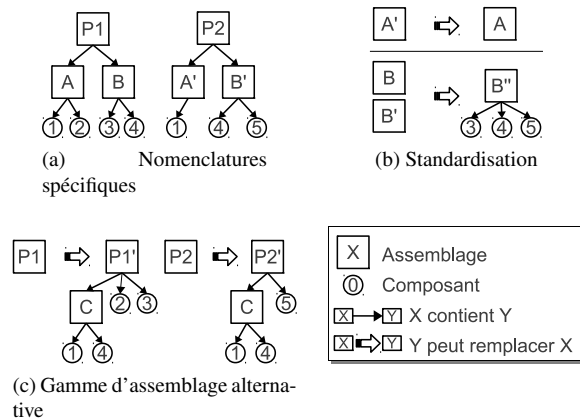 P1
P2
A B
A' B'
1 2 3 4
1 4 5
(a) Nomenclatures
spécifiques
A' A
B
B'
B"
3 4 5
(b) Standardisation
P1 P1' P2 P2'
C 2 3
C 5
1 4
1 4
(c) Gamme d'assemblage alterna-
tive
X Assemblage
0 Composant
X Y X contient Y
X Y Y peut remplacer X